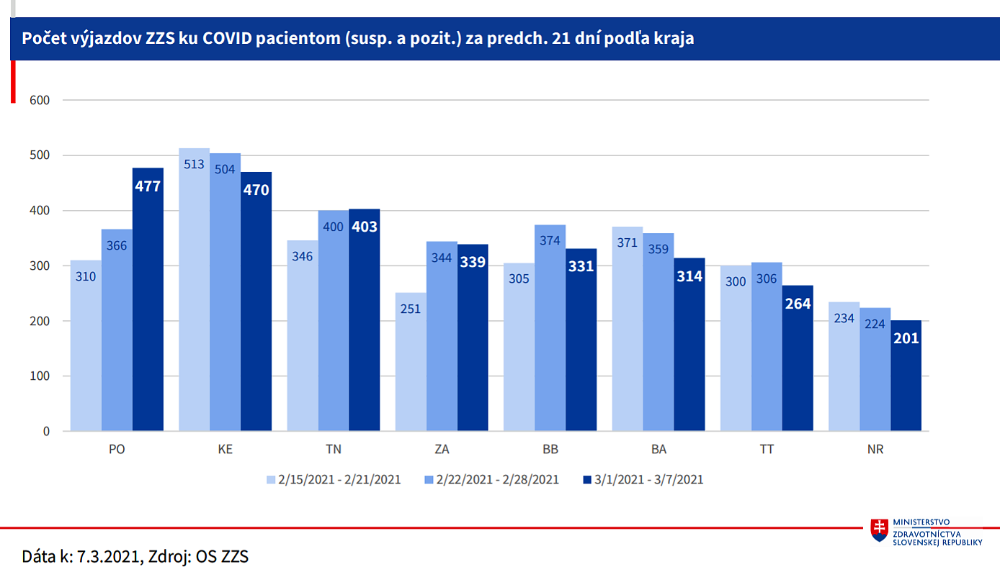 Počet výjazdov ZZS ku COVID pacientom (susp. a pozit.) za predch. 21 dní podľa kraja
600
500
400
300
200
100
0
310 366 477
513 504 470
346 400 403
251 344 339
305 374 331
371 359 314
300 306 264
234 224 201
PO KE TN ZA BB BA TT NR
2/15/2021 - 2/21/2021 2/22/2021 - 2/28/2021 3/1/2021 - 3/7/2021
MINISTERSTVO
ZDRAVOTNÍCTVA
SLOVENSKEJ REPUBLIKY
Dáta k: 7.3.2021, Zdroj: OS ZZS